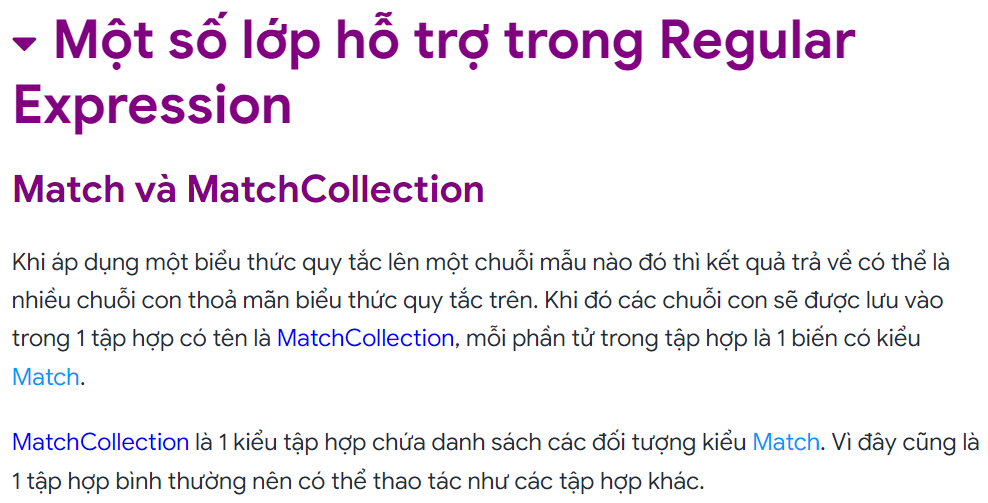 Một số lớp hỗ trợ trong Regular
Expression
Match và MatchCollection
Khi áp dụng một biểu thức quy tắc lên một chuỗi mẫu nào đó thì kết quả trả về có thể là
nhiều chuỗi con thoả mãn biểu thức quy tắc trên. Khi đó các chuỗi con sẽ được lưu vào
trong 1 tập hợp có tên là MatchCollection, mỗi phần tử trong tập hợp là 1 biến có kiểu
Match.
MatchCollection là 1 kiểu tập hợp chứa danh sách các đối tượng kiểu Match. Vì đây cũng là
1 tập hợp bình thường nên có thể thao tác như các tập hợp khác.